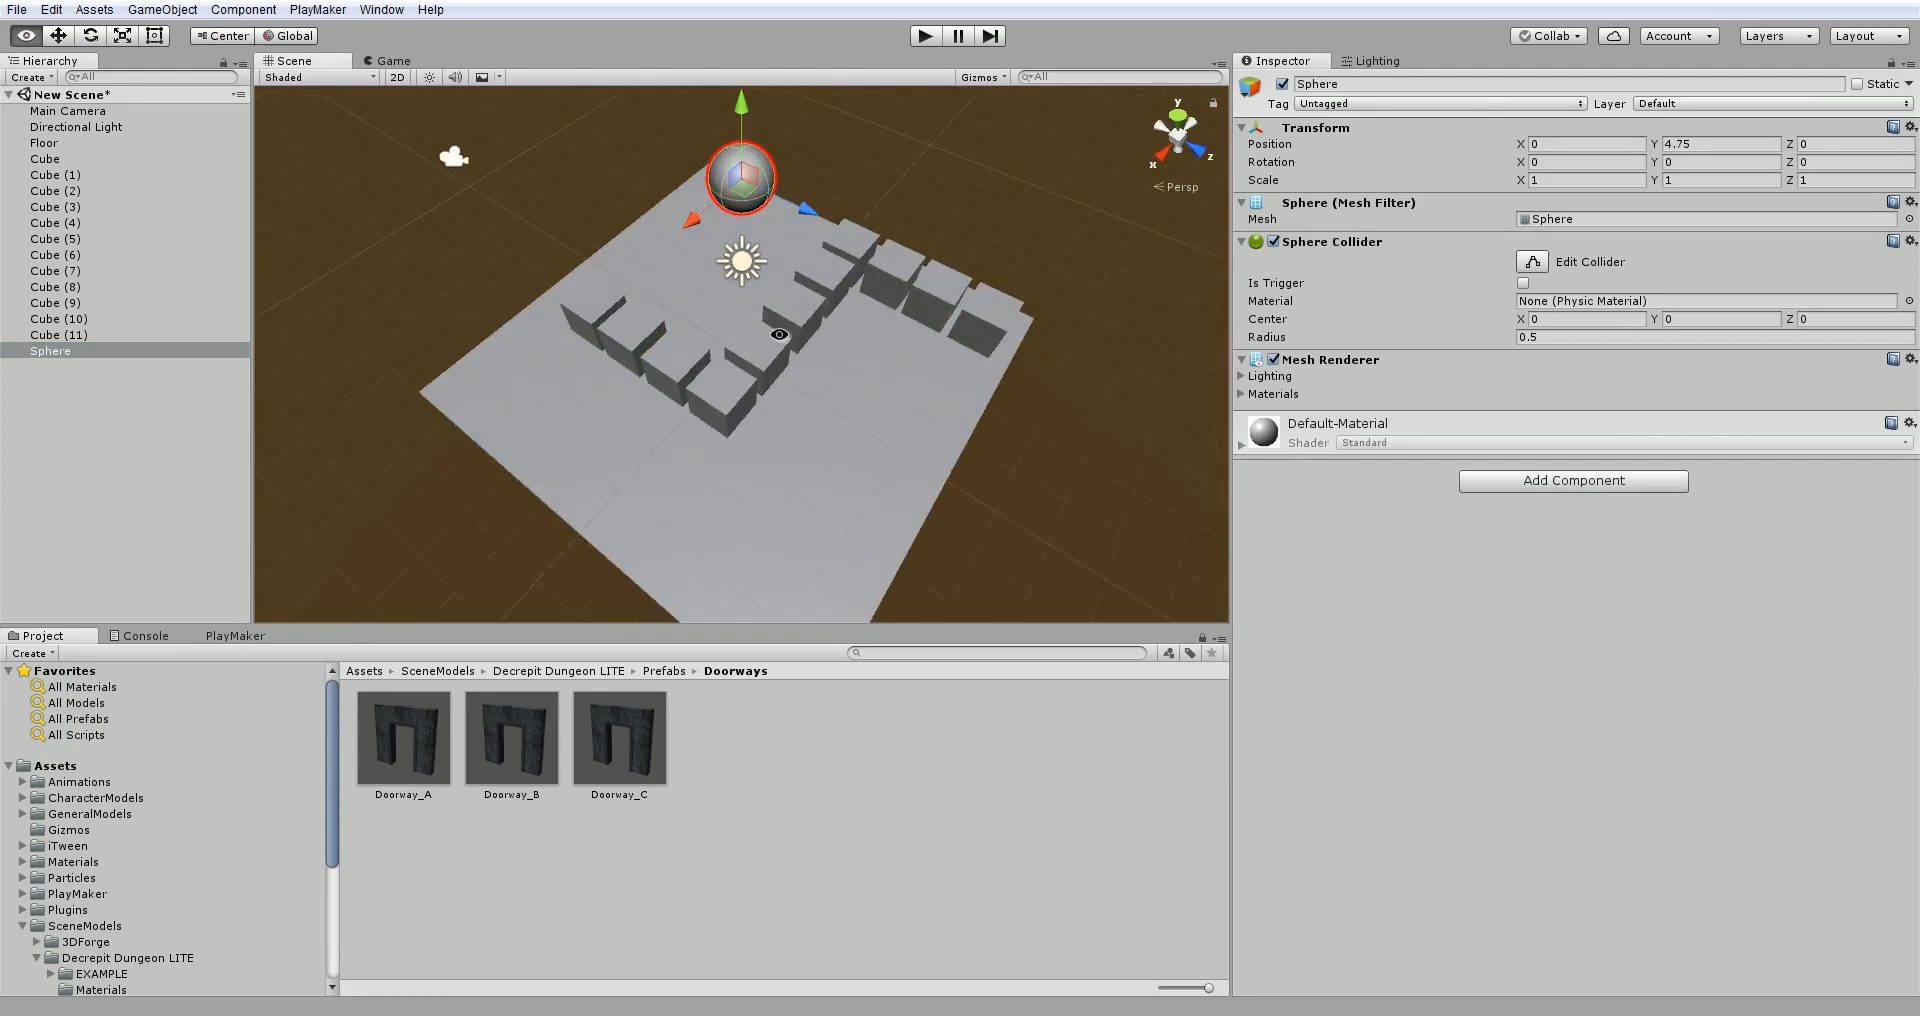 File Edit Assets GameObject Component PlayMaker Window Help
Center Global Collab Account Layers Layout
Hierarchy
Create All
New Scene*
Main Camera
Directional Light
Floor
Cube
Cube (1)
Cube (2)
Cube (3)
Cube (4)
Cube (5)
Cube (6)
Cube (7)
Cube (8)
Cube (9)
Cube (10)
Cube (11)
Sphere
Scene Game
Shaded 2D Gizmos All
y
x z
Persp
Inspector Lighting
Sphere Static
Tag Untagged Layer Default
Transform
Position X 0 Y 4.75 Z 0
Rotation X 0 Y 0 Z 0
Scale X 1 Y 1 Z 1
Sphere (Mesh Filter)
Mesh Sphere
Sphere Collider
Edit Collider
Is Trigger
Material None (Physic Material)
Center X 0 Y 0 Z 0
Radius 0.5
Mesh Renderer
Lighting
Materials
Default-Material
Shader Standard
Add Component
Project Console PlayMaker
Create
Favorites
All Materials
All Models
All Prefabs
All Scripts
Assets
Animations
CharacterModels
GeneralModels
Gizmos
iTween
Materials
Particles
PlayMaker
Plugins
SceneModels
3DForge
Decrepit Dungeon LITE
EXAMPLE
Materials
Assets SceneModels Decrepit Dungeon LITE Prefabs Doorways
Doorway_A Doorway_B Doorway_C